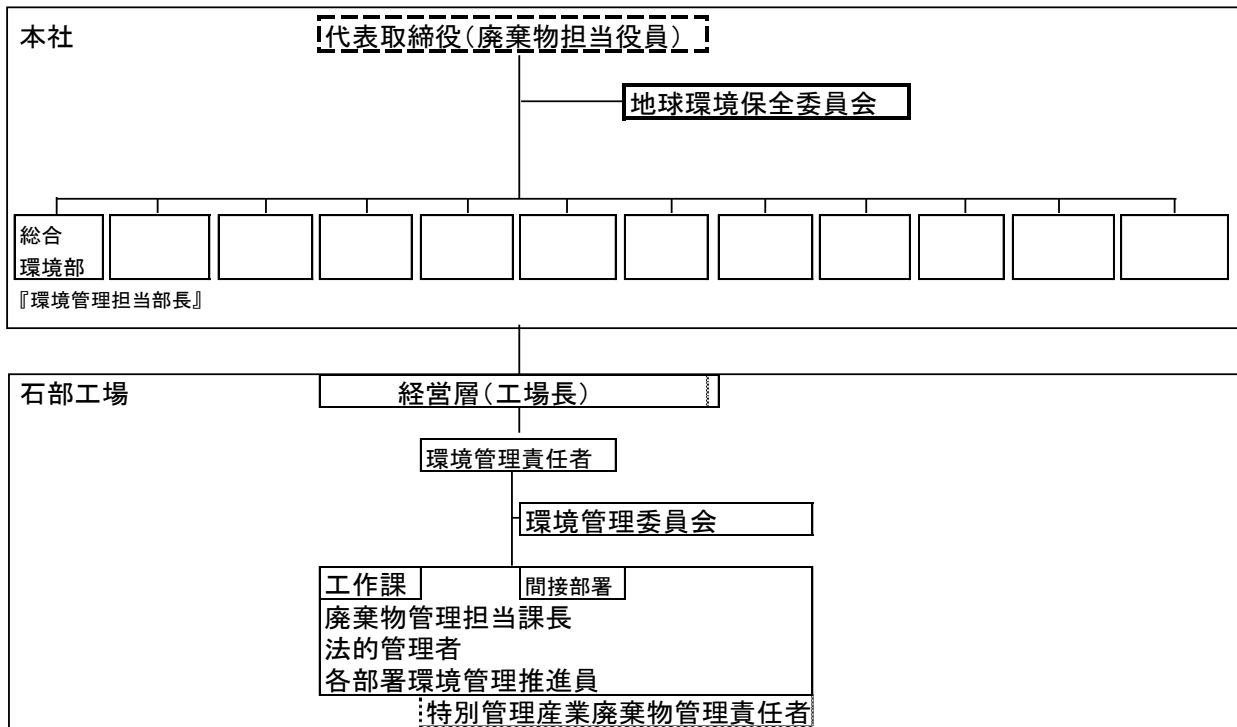 本社
代表取締役(廃棄物担当役員)
地球環境保全委員会
総合
環境部
『環境管理担当部長』
石部工場
経営層(工場長)
環境管理責任者
環境管理委員会
工作課
間接部署
廃棄物管理担当課長
法的管理者
各部署環境管理推進員
特別管理産業廃棄物管理責任者